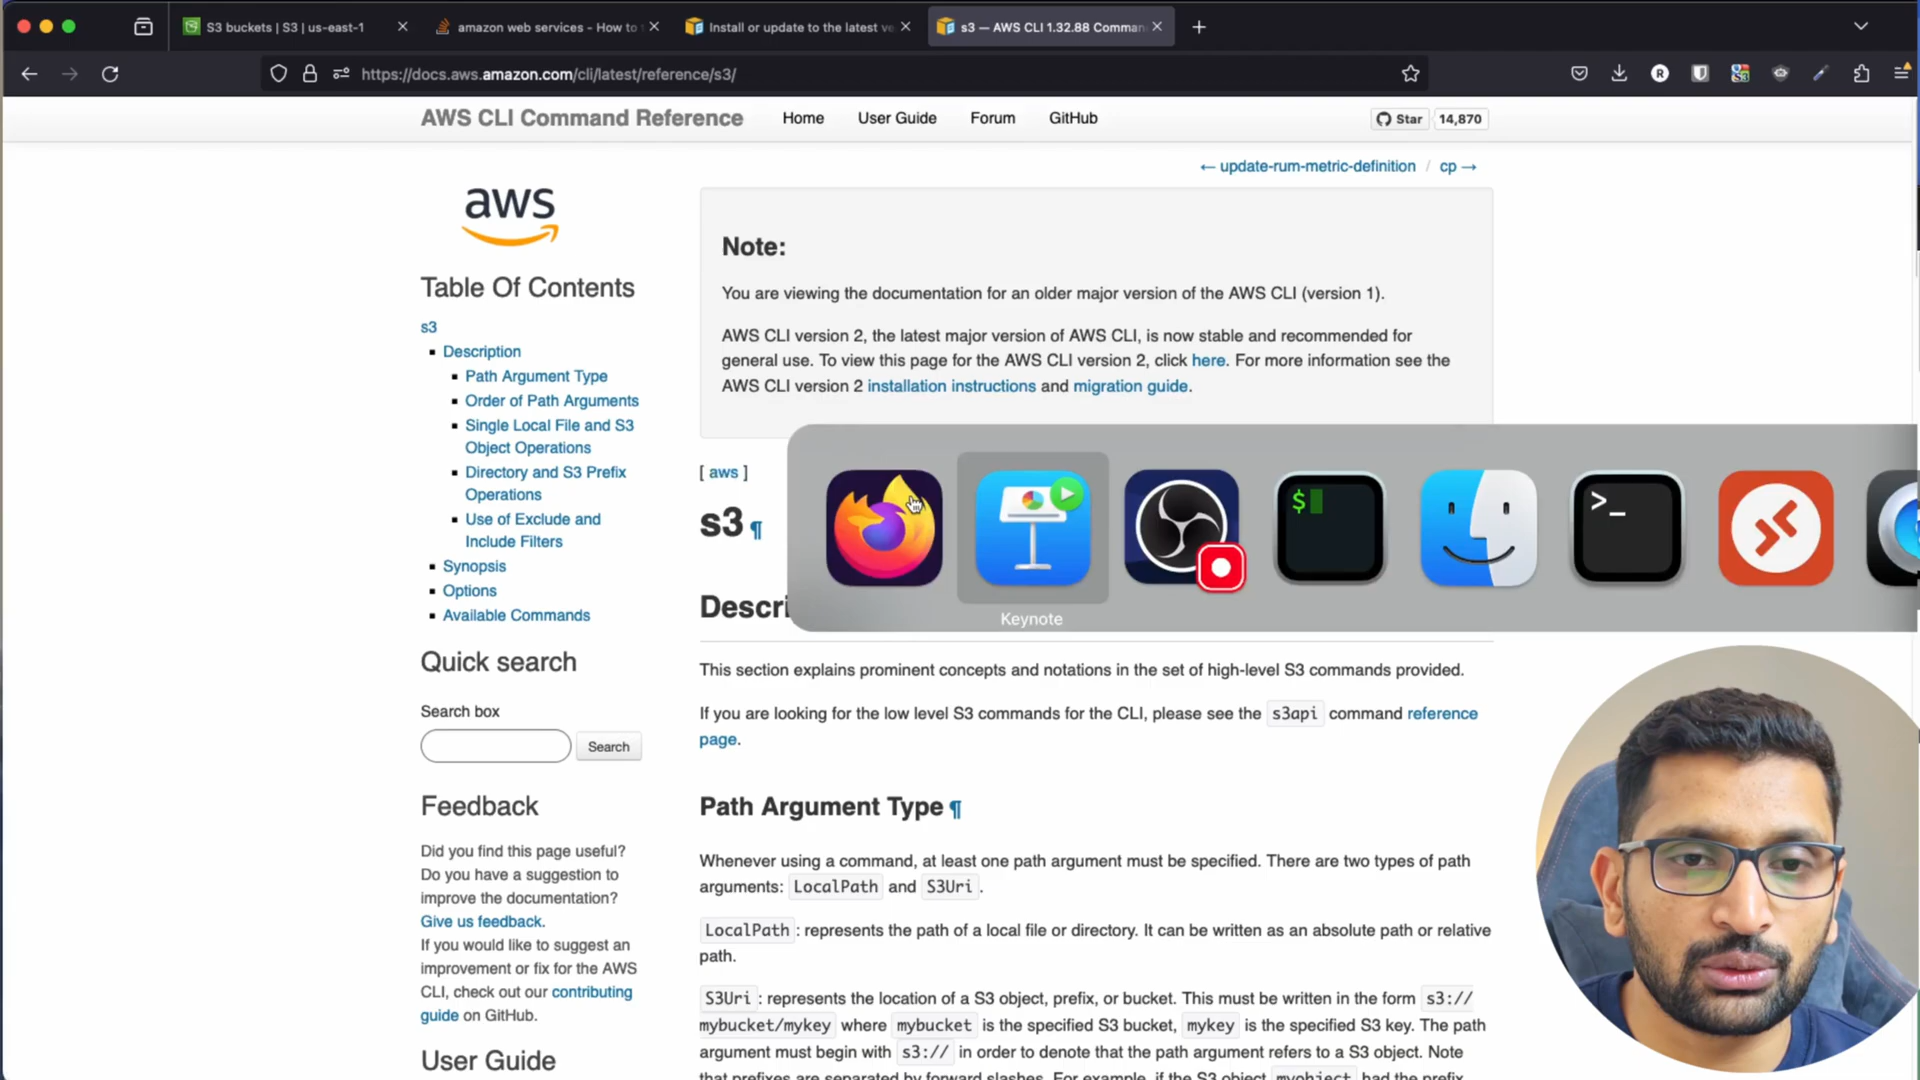 S3 buckets | S3 | us-east-1
amazon web services - How to
Install or update to the latest ve
s3 — AWS CLI 1.32.88 Comman
https://docs.aws.amazon.com/cli/latest/reference/s3/
AWS CLI Command Reference
Home
User Guide
Forum
GitHub
Star
14,870
← update-rum-metric-definition / cp →
aws
Table Of Contents
s3
Description
Path Argument Type
Order of Path Arguments
Single Local File and S3
Object Operations
Directory and S3 Prefix
Operations
Use of Exclude and
Include Filters
Synopsis
Options
Available Commands
Quick search
Search box
Search
Feedback
Did you find this page useful?
Do you have a suggestion to
improve the documentation?
Give us feedback.
If you would like to suggest an
improvement or fix for the AWS
CLI, check out our contributing
guide on GitHub.
User Guide
Note:
You are viewing the documentation for an older major version of the AWS CLI (version 1).
AWS CLI version 2, the latest major version of AWS CLI, is now stable and recommended for
general use. To view this page for the AWS CLI version 2, click here. For more information see the
AWS CLI version 2 installation instructions and migration guide.
[ aws ]
s3 ¶
Keynote
Descri
This section explains prominent concepts and notations in the set of high-level S3 commands provided.
If you are looking for the low level S3 commands for the CLI, please see the s3api command reference
page.
Path Argument Type ¶
Whenever using a command, at least one path argument must be specified. There are two types of path
arguments: LocalPath and S3Uri.
LocalPath: represents the path of a local file or directory. It can be written as an absolute path or relative
path.
S3Uri: represents the location of a S3 object, prefix, or bucket. This must be written in the form s3://
mybucket/mykey where mybucket is the specified S3 bucket, mykey is the specified S3 key. The path
argument must begin with s3:// in order to denote that the path argument refers to a S3 object. Note
that prefixes are separated by forward slashes. For example, if the S3 object myobject had the prefix